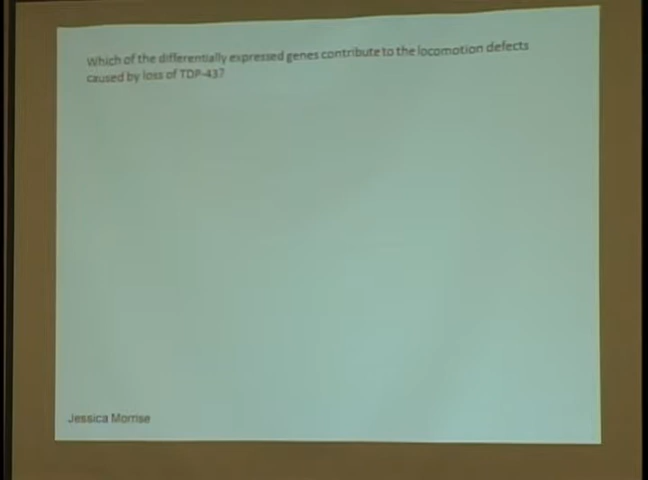 Which of the differentially expressed genes contribute to the locomotion defects
caused by loss of TDP-43?
Jessica Morrise